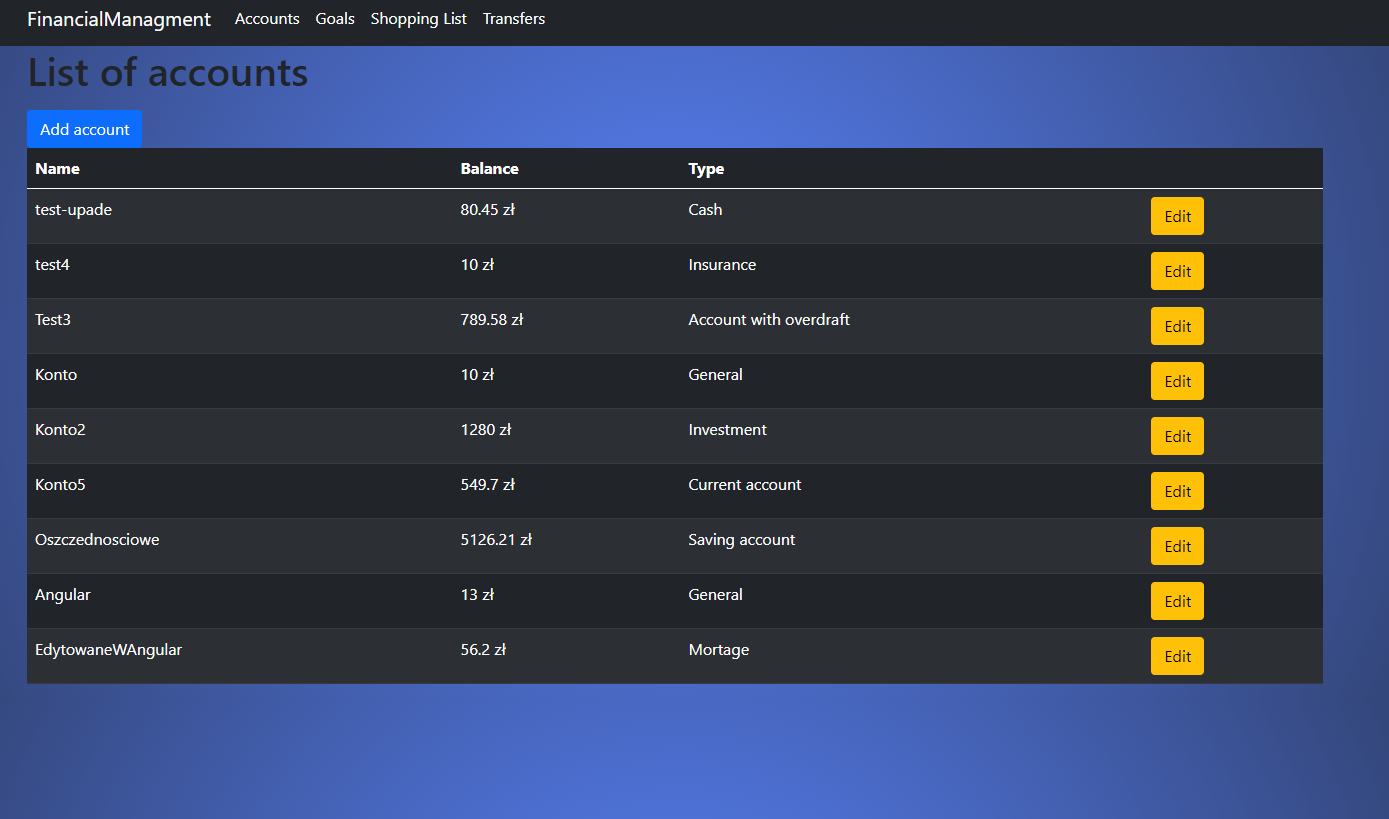 FinancialManagment Accounts Goals Shopping List Transfers
List of accounts
Add account
Name Balance Type
test-upade 80.45 zł Cash Edit
test4 10 zł Insurance Edit
Test3 789.58 zł Account with overdraft Edit
Konto 10 zł General Edit
Konto2 1280 zł Investment Edit
Konto5 549.7 zł Current account Edit
Oszczednosciowe 5126.21 zł Saving account Edit
Angular 13 zł General Edit
EdytowaneWAngular 56.2 zł Mortage Edit